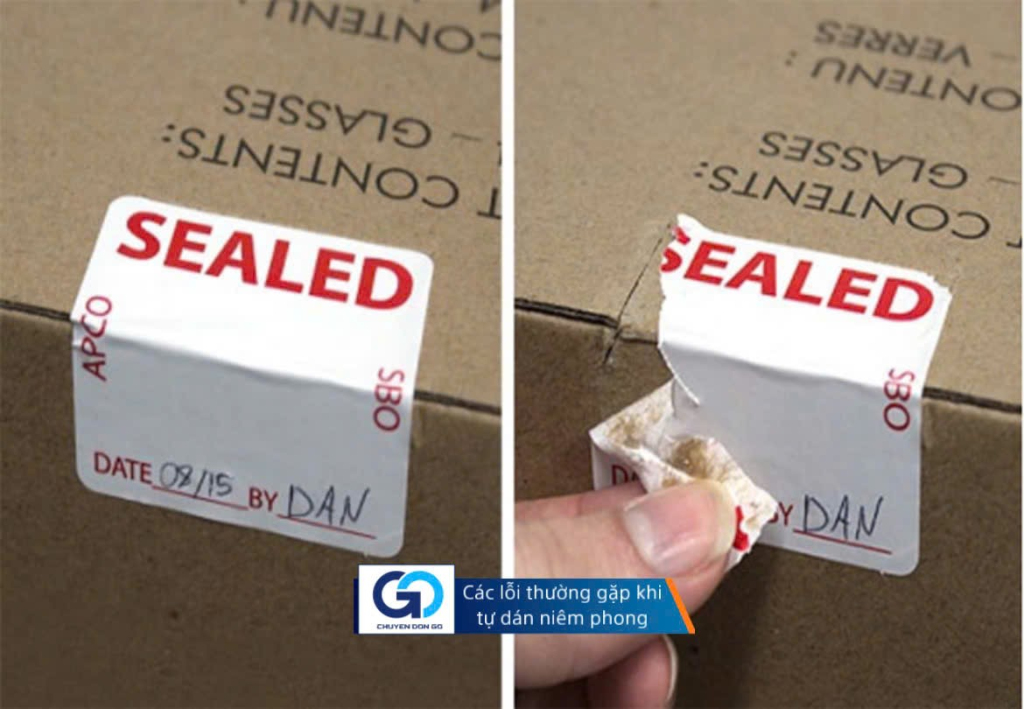 CONTENU
– GLASSES
CONTENTS:
SEALED
APCO
SBO
DATE 08/15 BY DAN
– VERRES
CONTENU :
– GLASSES
CONTENTS:
SEALED
SBO
BY DAN
GO
CHUYEN DON GO
Các lỗi thường gặp khi
tự dán niêm phong